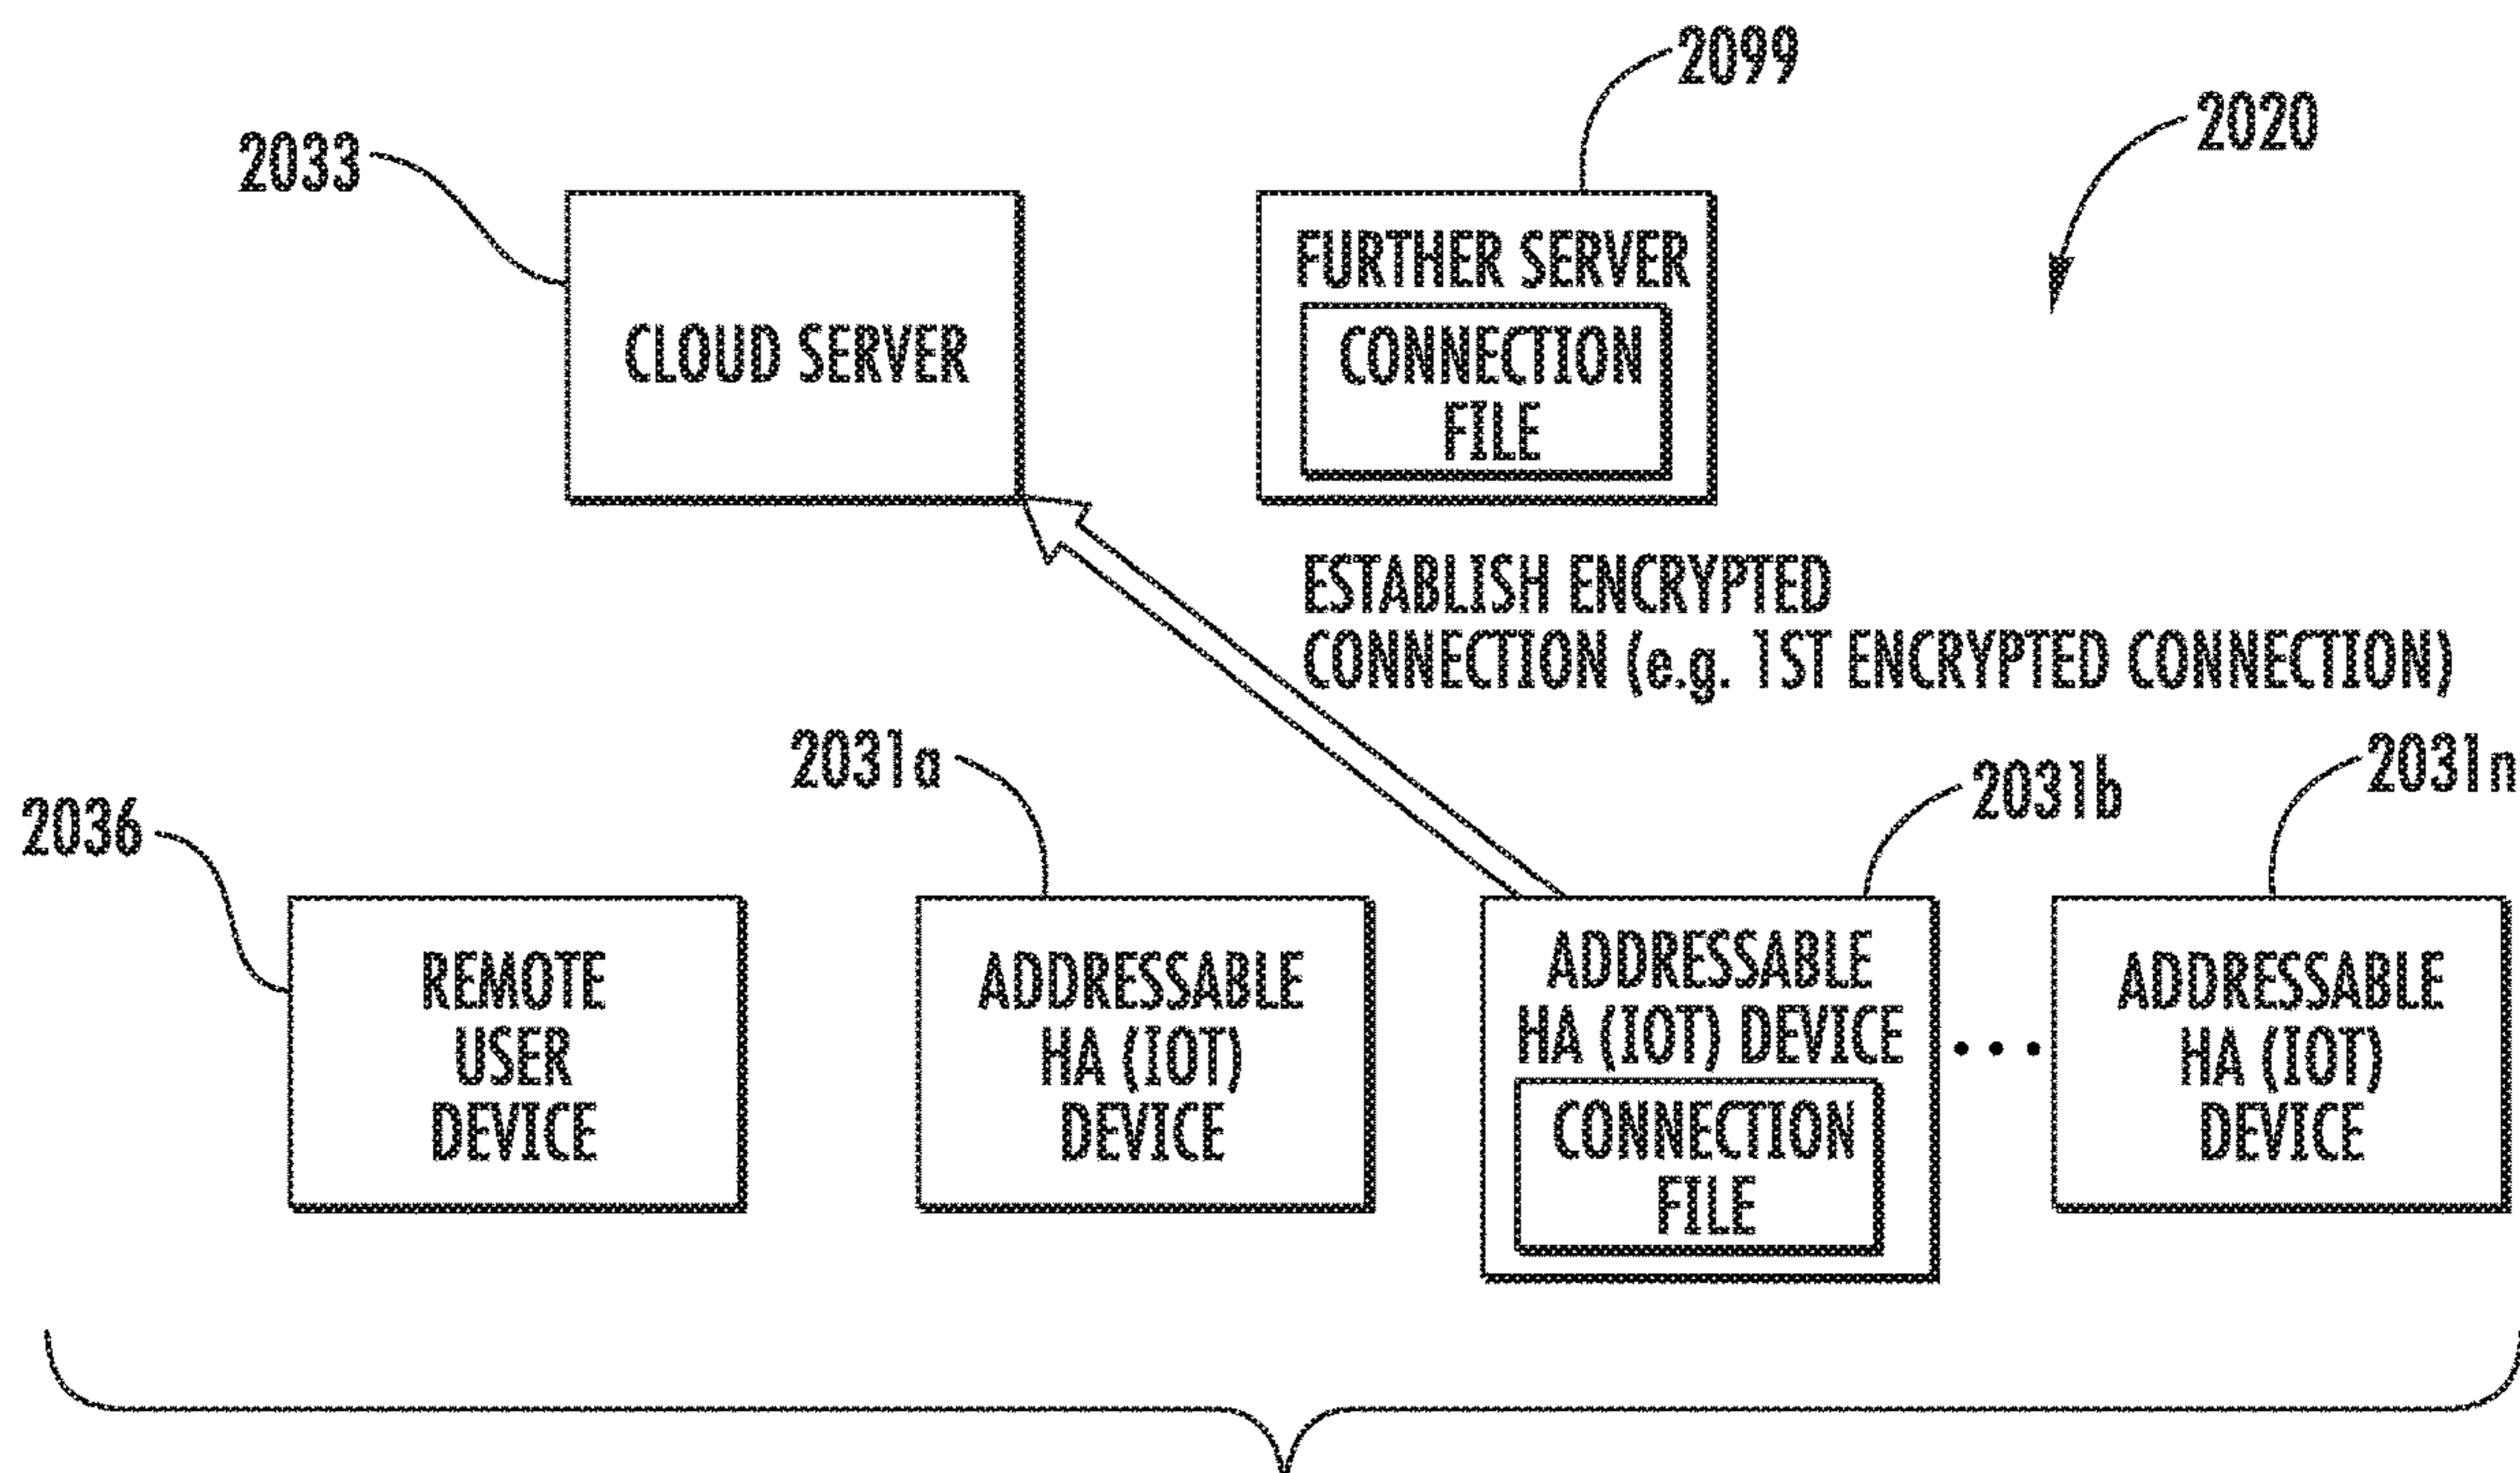 2099
2020
2033
CLOUD SERVER
FURTHER SERVER
CONNECTION
FILE
ESTABLISH ENCRYPTED
CONNECTION (e.g. 1ST ENCRYPTED CONNECTION)
2031a
2031b
2031n
2036
REMOTE
USER
DEVICE
ADDRESSABLE
HA (IOT)
DEVICE
ADDRESSABLE
HA (IOT) DEVICE
CONNECTION
FILE
• • •
ADDRESSABLE
HA (IOT)
DEVICE